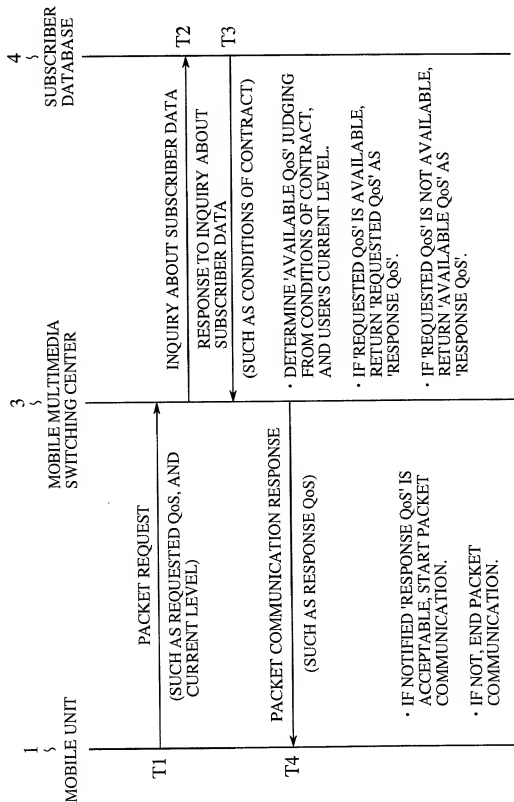 1
MOBILE UNIT
3
MOBILE MULTIMEDIA
SWITCHING CENTER
4
SUBSCRIBER
DATABASE
T1
PACKET REQUEST
(SUCH AS REQUESTED QoS, AND
CURRENT LEVEL)
INQUIRY ABOUT SUBSCRIBER DATA
T2
RESPONSE TO INQUIRY ABOUT
SUBSCRIBER DATA
T3
(SUCH AS CONDITIONS OF CONTRACT)
T4
PACKET COMMUNICATION RESPONSE
(SUCH AS RESPONSE QoS)
· DETERMINE 'AVAILABLE QoS' JUDGING
FROM CONDITIONS OF CONTRACT,
AND USER'S CURRENT LEVEL.
· IF 'REQUESTED QoS' IS AVAILABLE,
RETURN 'REQUESTED QoS' AS
'RESPONSE QoS'.
· IF 'REQUESTED QoS' IS NOT AVAILABLE,
RETURN 'AVAILABLE QoS' AS
'RESPONSE QoS'.
· IF NOTIFIED 'RESPONSE QoS' IS
ACCEPTABLE, START PACKET
COMMUNICATION.
· IF NOT, END PACKET
COMMUNICATION.